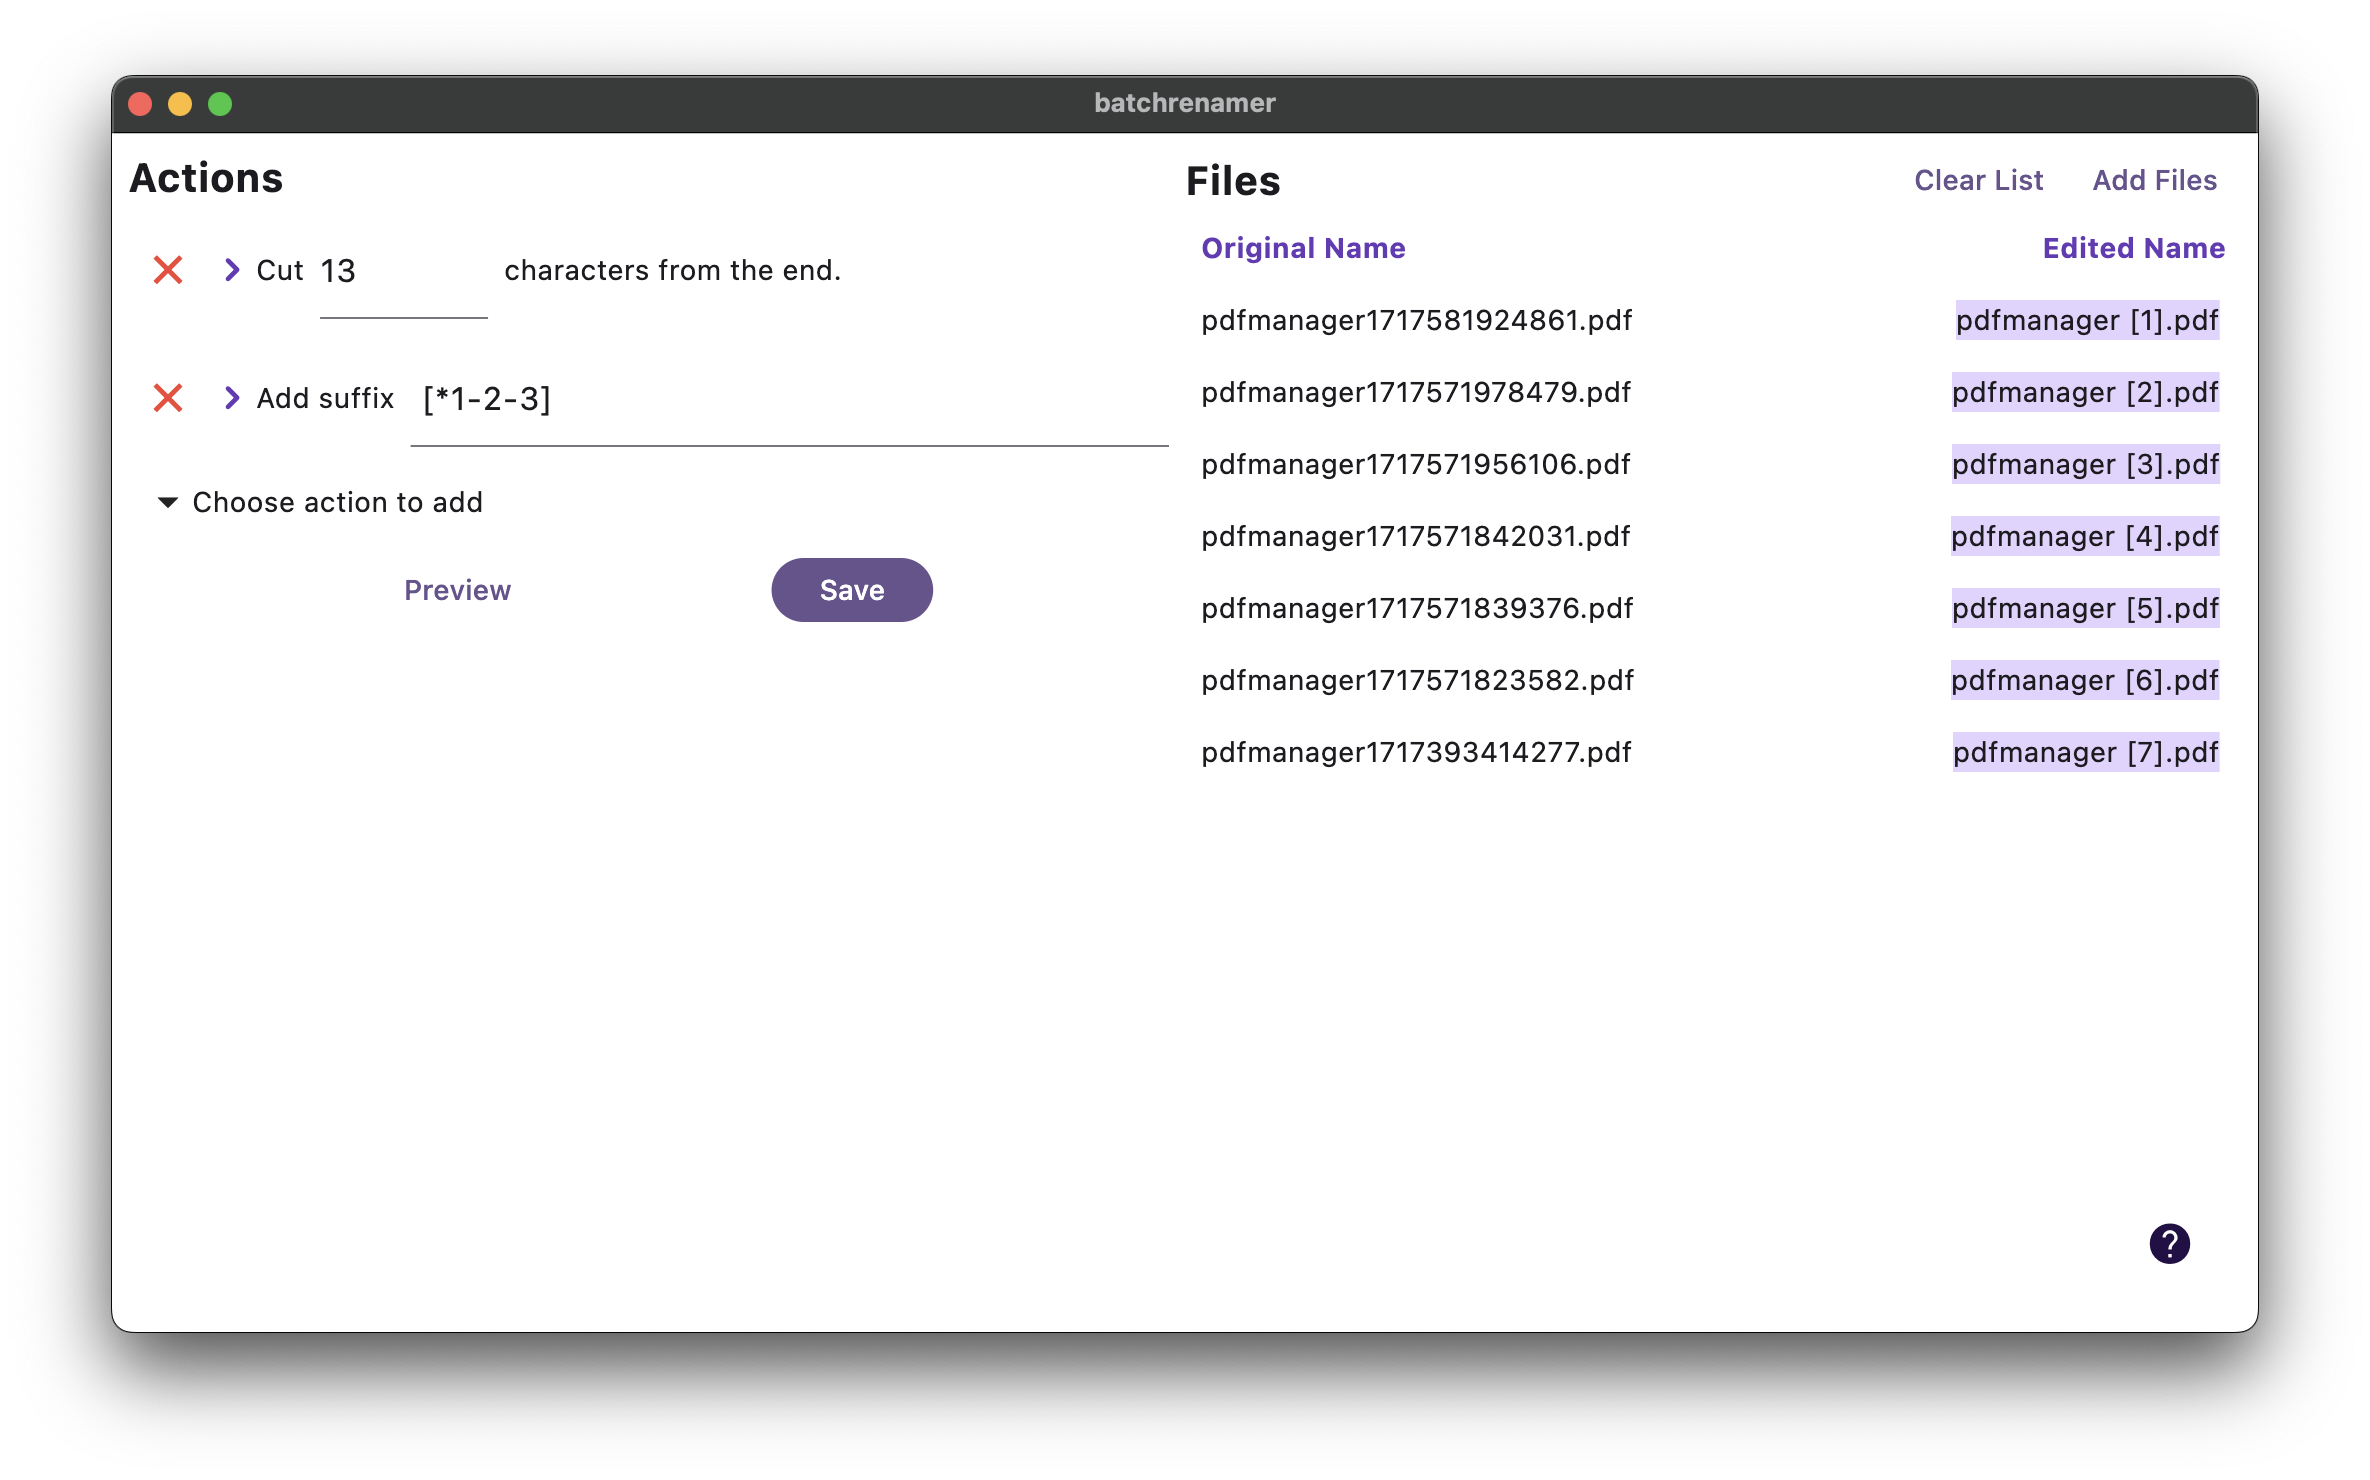 batchrenamer
Actions
Cut 13 characters from the end.
Add suffix [*1-2-3]
Choose action to add
Preview Save
Files Clear List Add Files
Original Name Edited Name
pdfmanager1717581924861.pdf pdfmanager [1].pdf
pdfmanager1717571978479.pdf pdfmanager [2].pdf
pdfmanager1717571956106.pdf pdfmanager [3].pdf
pdfmanager1717571842031.pdf pdfmanager [4].pdf
pdfmanager1717571839376.pdf pdfmanager [5].pdf
pdfmanager1717571823582.pdf pdfmanager [6].pdf
pdfmanager1717393414277.pdf pdfmanager [7].pdf
?